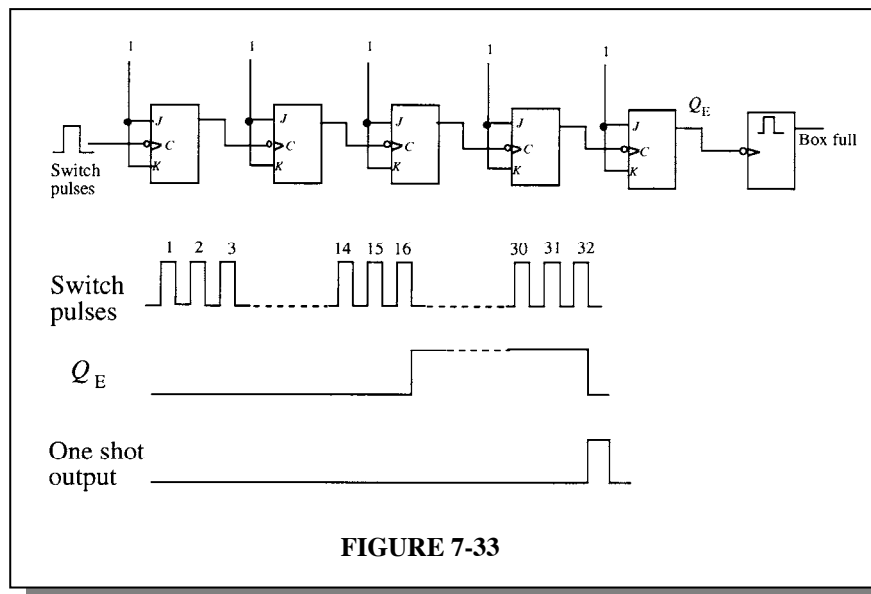 1 1 1 1 1
Q_E
J J J J J
C C C C C
K K K K K
Box full
Switch
pulses
1 2 3 14 15 16 30 31 32
Switch
pulses
Q_E
One shot
output
FIGURE 7-33